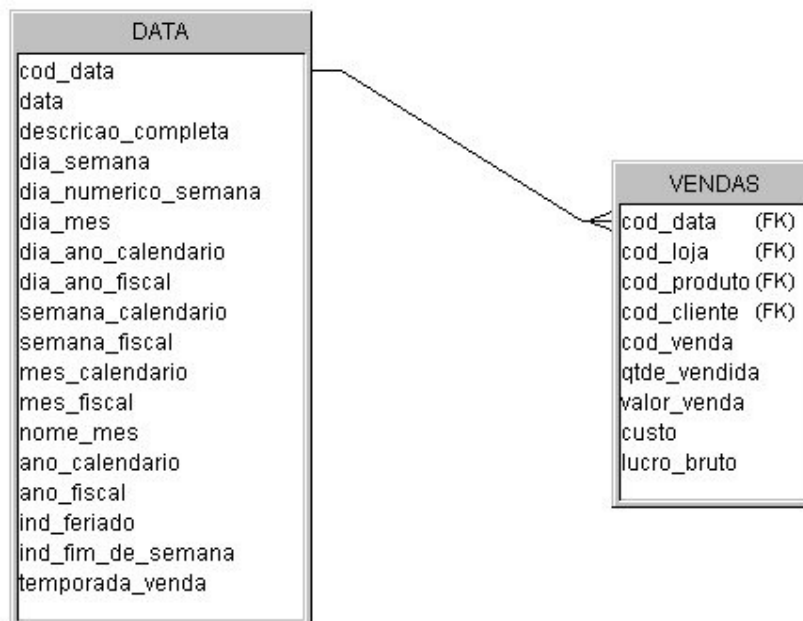 DATA
cod_data
data
descricao_completa
dia_semana
dia_numerico_semana
dia_mes
dia_ano_calendario
dia_ano_fiscal
semana_calendario
semana_fiscal
mes_calendario
mes_fiscal
nome_mes
ano_calendario
ano_fiscal
ind_feriado
ind_fim_de_semana
temporada_venda
VENDAS
cod_data (FK)
cod_loja (FK)
cod_produto (FK)
cod_cliente (FK)
cod_venda
qtde_vendida
valor_venda
custo
lucro_bruto